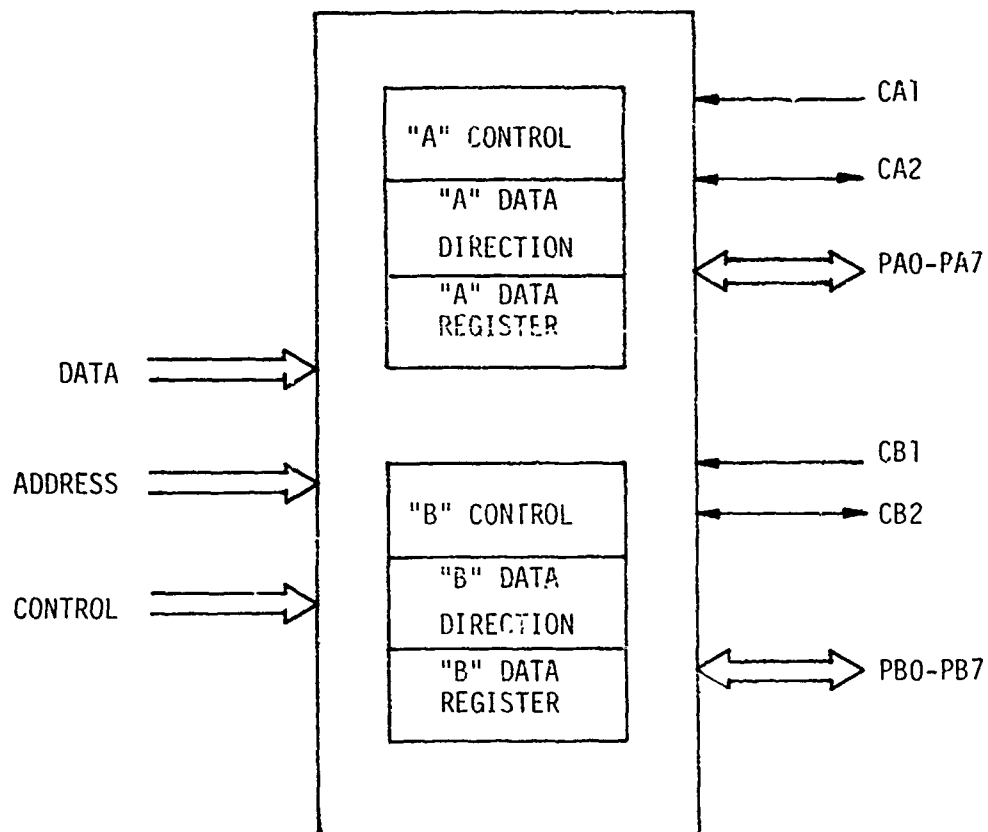 "A" CONTROL
"A" DATA
DIRECTION
"A" DATA
REGISTER
DATA
ADDRESS
CONTROL
"B" CONTROL
"B" DATA
DIRECTION
"B" DATA
REGISTER
CA1
CA2
PA0-PA7
CB1
CB2
PB0-PB7